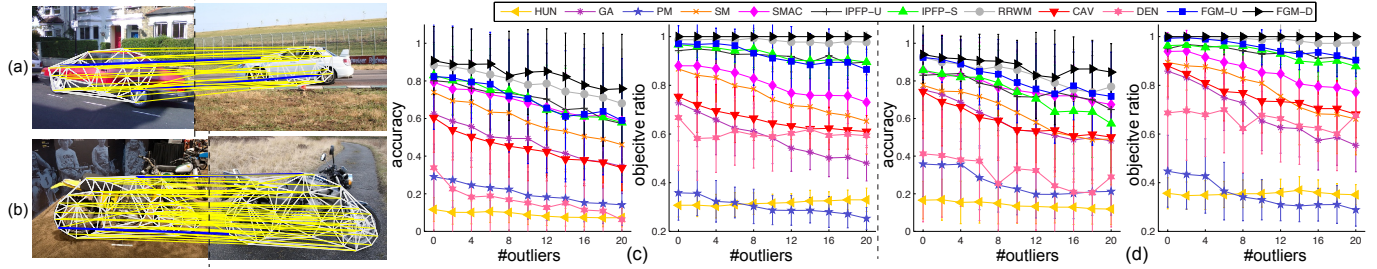 HUN GA PM SM SMAC IPFP-U IPFP-S RRWM CAV DEN FGM-U FGM-D
(a)
(b)
accuracy
1
0.8
0.6
0.4
0.2
0
0 4 8 12 16 20
#outliers
(c)
objecitve ratio
1
0.8
0.6
0.4
0.2
0 4 8 12 16 20
#outliers
accuracy
1
0.8
0.6
0.4
0.2
0
0 4 8 12 16 20
#outliers
(d)
objecitve ratio
1
0.8
0.6
0.4
0.2
0 4 8 12 16 20
#outliers